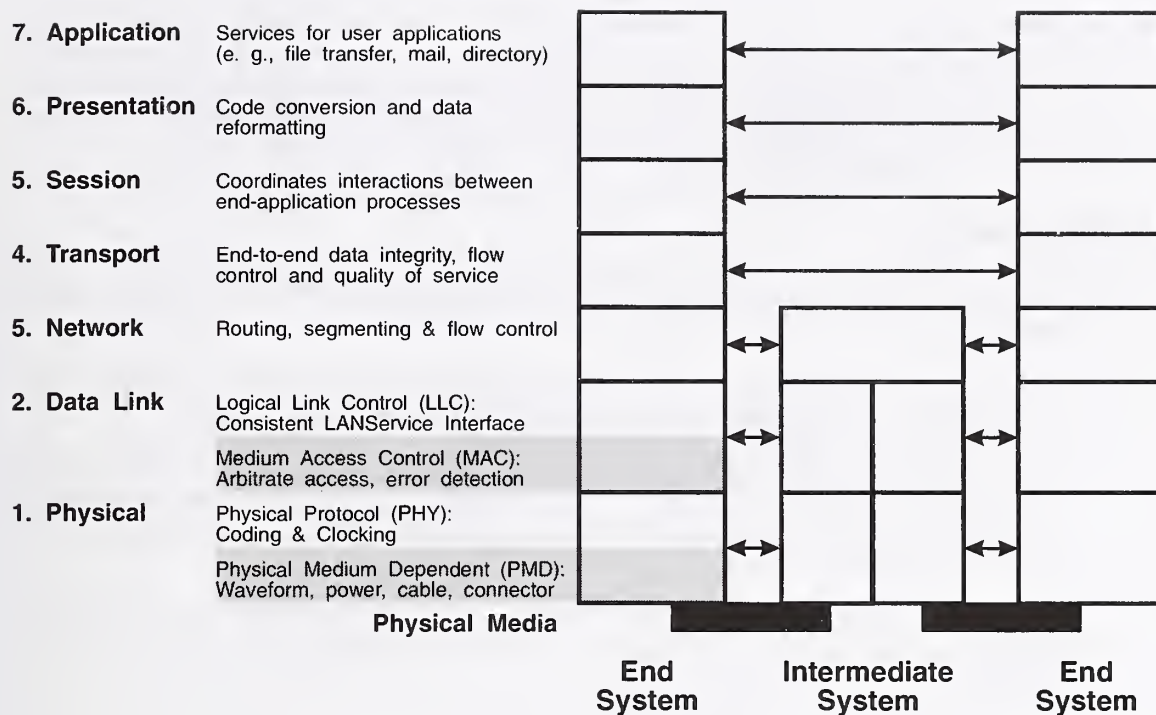 7. Application Services for user applications
(e. g., file transfer, mail, directory)
6. Presentation Code conversion and data
reformatting
5. Session Coordinates interactions between
end-application processes
4. Transport End-to-end data integrity, flow
control and quality of service
5. Network Routing, segmenting & flow control
2. Data Link Logical Link Control (LLC):
Consistent LANService Interface
Medium Access Control (MAC):
Arbitrate access, error detection
1. Physical Physical Protocol (PHY):
Coding & Clocking
Physical Medium Dependent (PMD):
Waveform, power, cable, connector
Physical Media
End
System
Intermediate
System
End
System